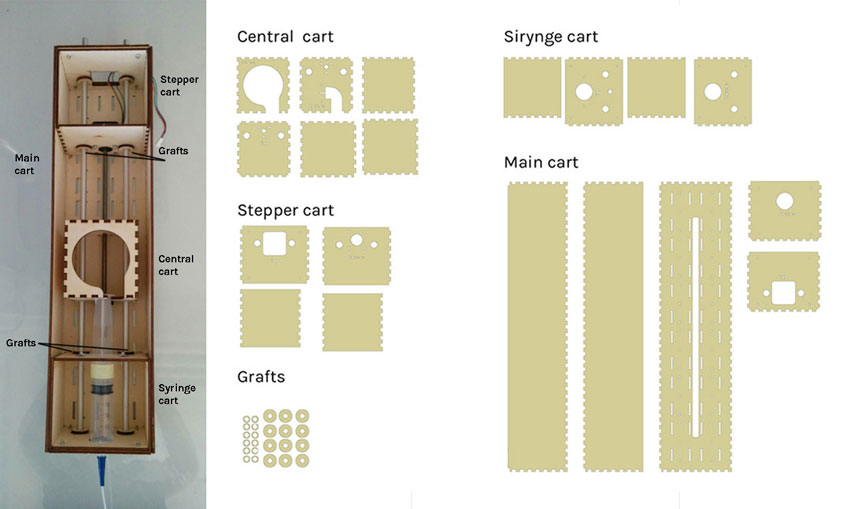 Stepper
cart
Grafts
Main
cart
Central
cart
Grafts
Syringe
cart
Central cart
Stepper cart
Grafts
Sirynge cart
Main cart